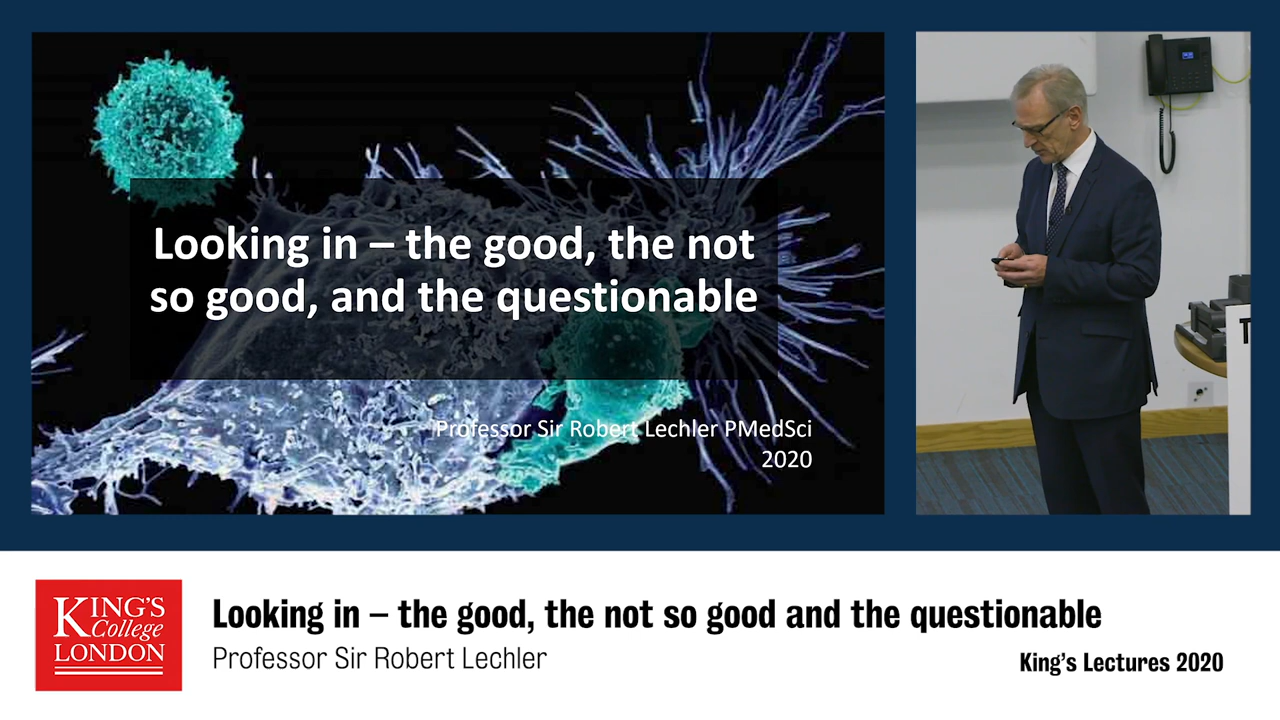 Looking in – the good, the not
so good, and the questionable
Professor Sir Robert Lechler PMedSci
2020
T
KING'S
College
LONDON
Looking in – the good, the not so good and the questionable
Professor Sir Robert Lechler
King's Lectures 2020